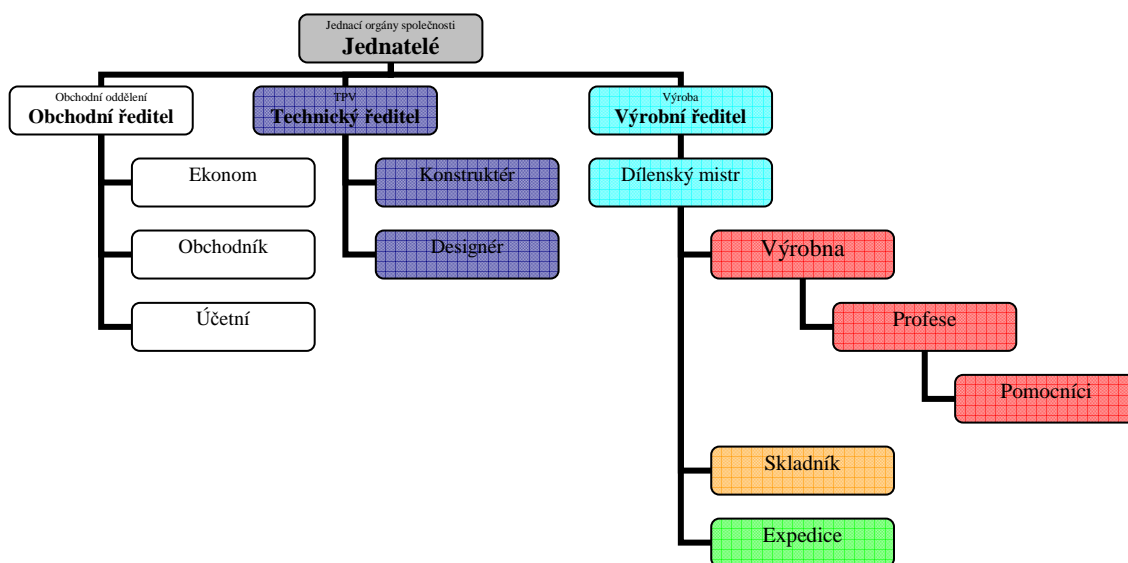 Jednací orgány společnosti
Jednatelé
Obchodní oddělení
Obchodní ředitel
TPV
Technický ředitel
Výroba
Výrobní ředitel
Ekonom
Konstruktér
Dílenský mistr
Obchodník
Designér
Výrobna
Účetní
Profese
Pomocníci
Skladník
Expedice